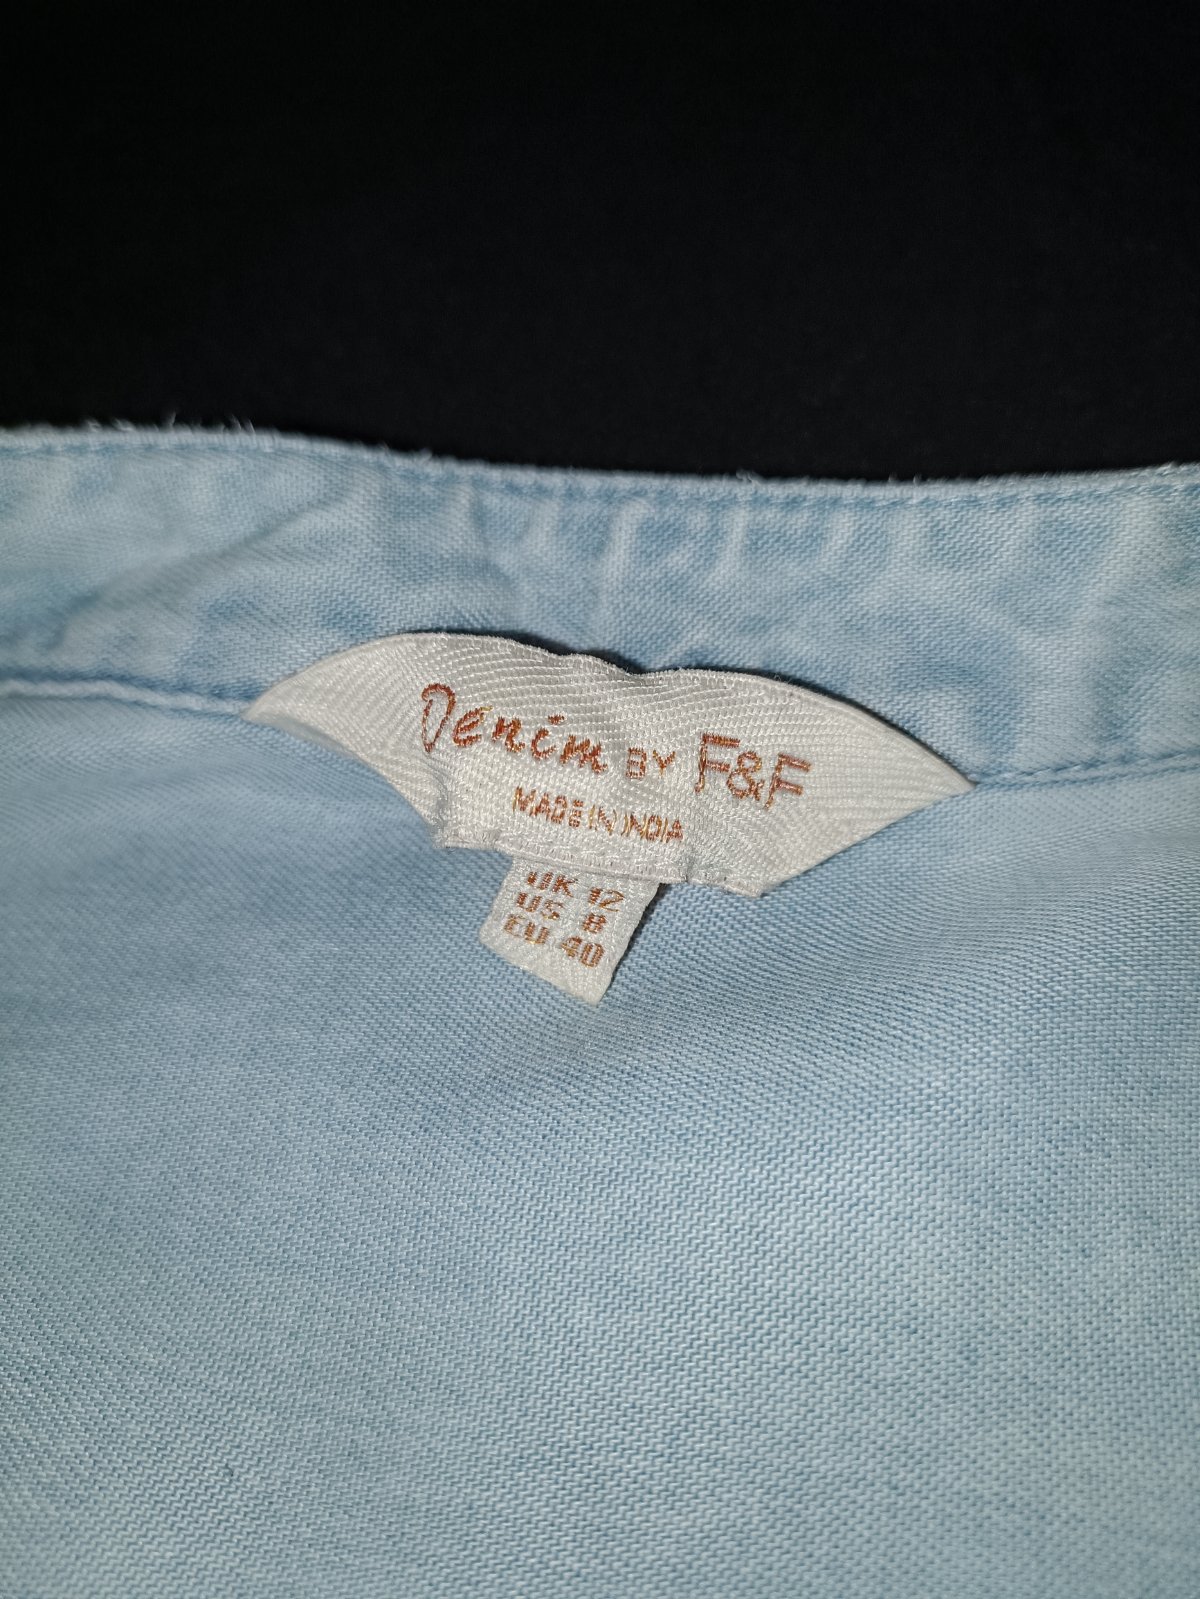 Denim BY F&F
MADE IN INDIA
UK 12
US 8
EU 40